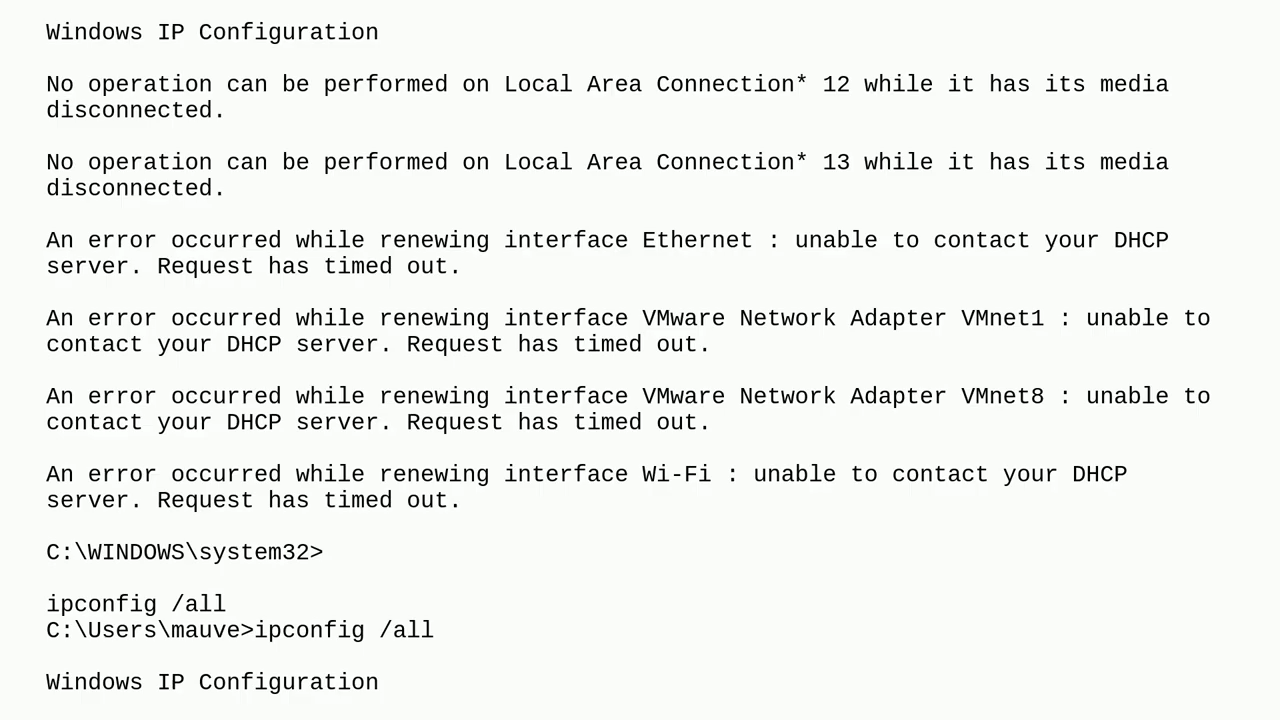 Windows IP Configuration
No operation can be performed on Local Area Connection* 12 while it has its media
disconnected.
No operation can be performed on Local Area Connection* 13 while it has its media
disconnected.
An error occurred while renewing interface Ethernet : unable to contact your DHCP
server. Request has timed out.
An error occurred while renewing interface VMware Network Adapter VMnet1 : unable to
contact your DHCP server. Request has timed out.
An error occurred while renewing interface VMware Network Adapter VMnet8 : unable to
contact your DHCP server. Request has timed out.
An error occurred while renewing interface Wi-Fi : unable to contact your DHCP
server. Request has timed out.
C:\WINDOWS\system32>
ipconfig /all
C:\Users\mauve>ipconfig /all
Windows IP Configuration